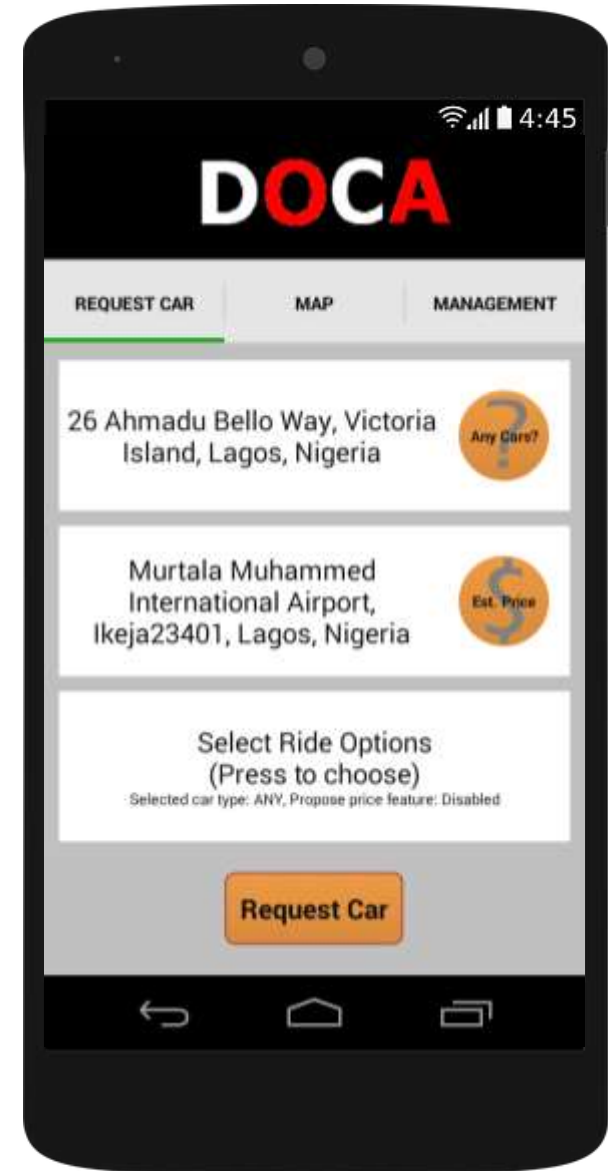 4:45
DOCA
REQUEST CAR MAP MANAGEMENT
26 Ahmadu Bello Way, Victoria
Island, Lagos, Nigeria
Any Cars?
Murtala Muhammed
International Airport,
Ikeja23401, Lagos, Nigeria
Est. Price
Select Ride Options
(Press to choose)
Selected car type: ANY, Propose price feature: Disabled
Request Car